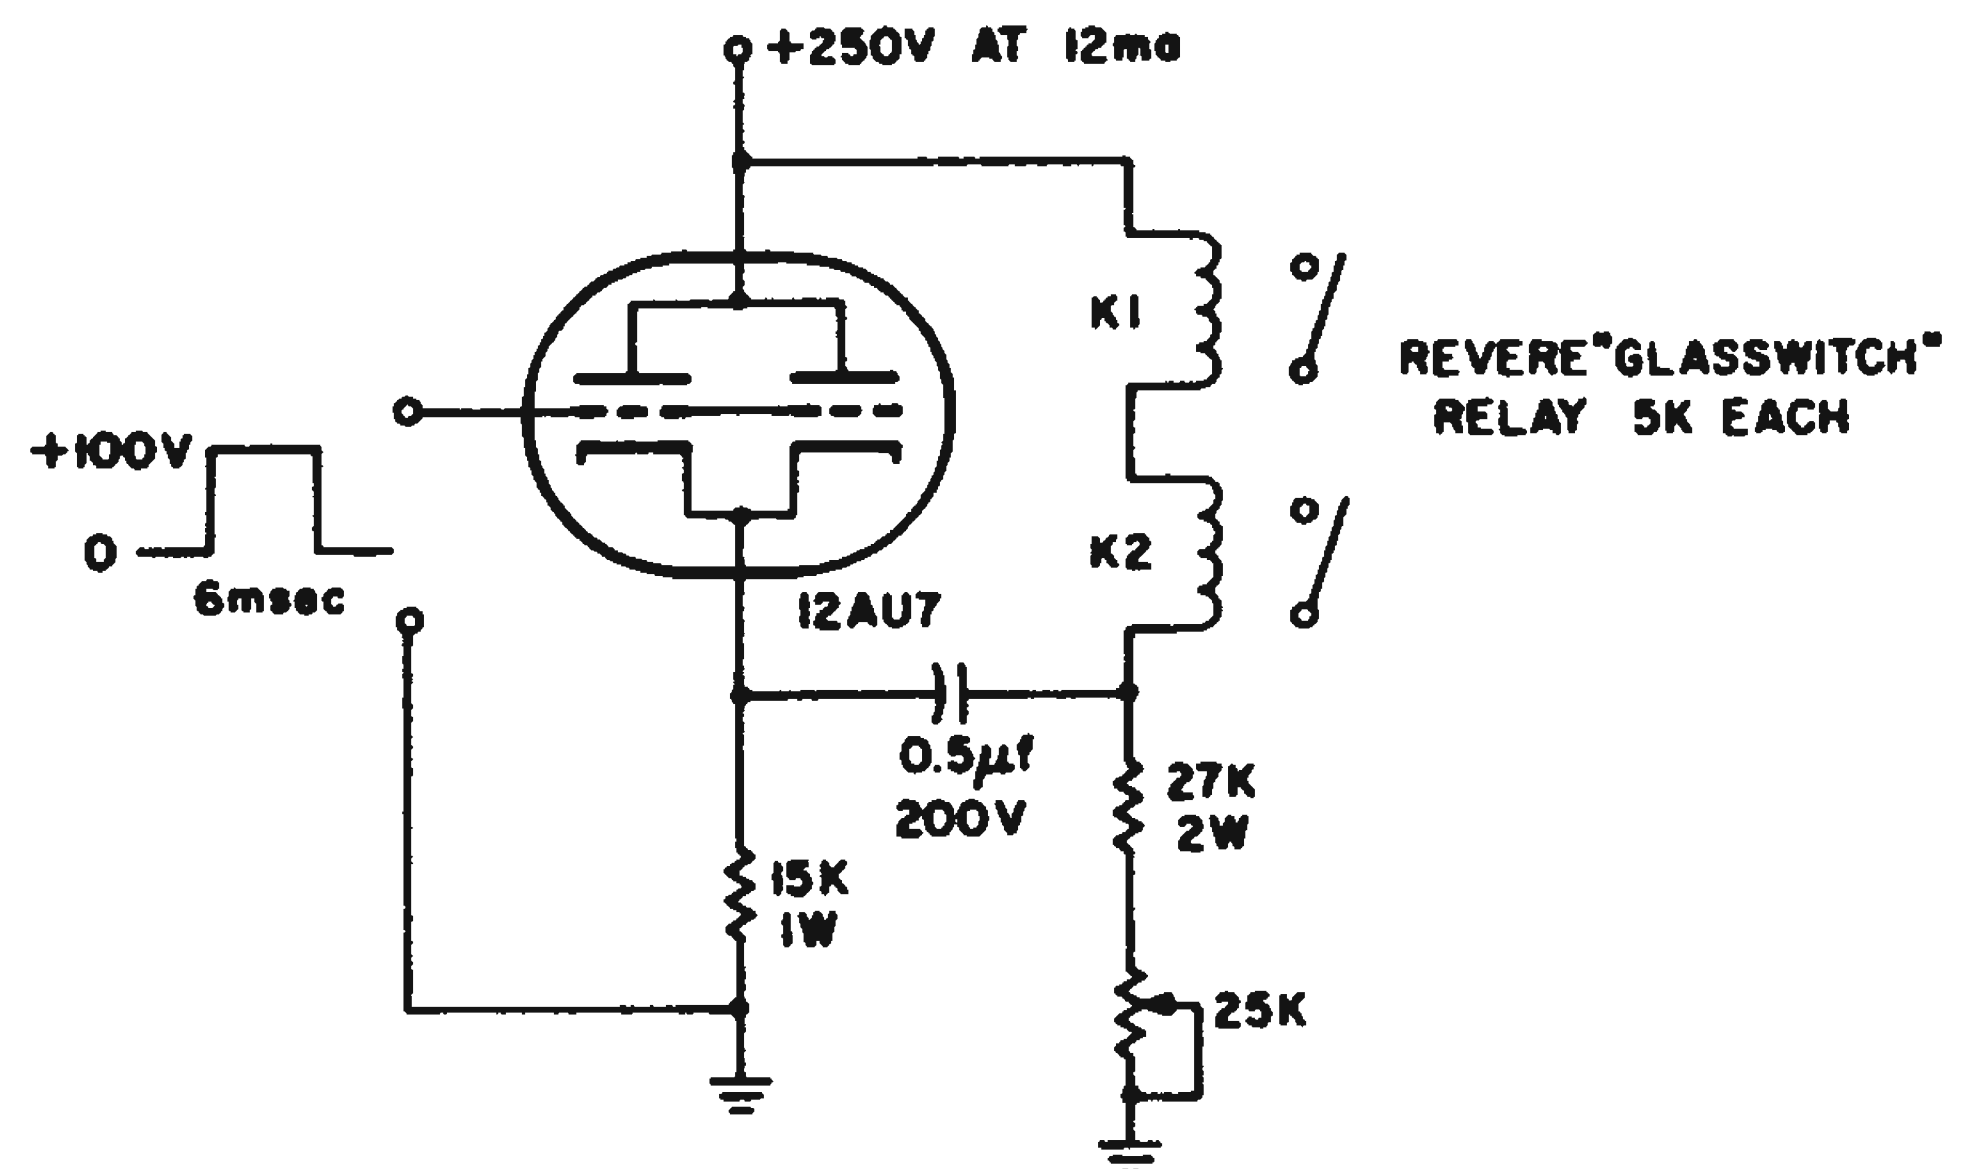 +250V AT 12ma
K1
REVERE "GLASSWITCH"
RELAY 5K EACH
+100V
0
6msec
K2
12AU7
0.5µf
200V
27K
2W
15K
1W
25K